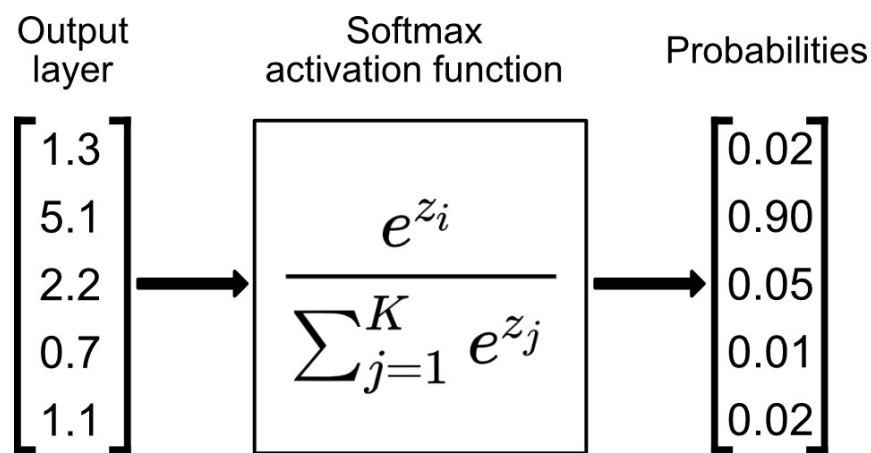 Output
layer
Softmax
activation function
Probabilities
1.3
5.1
2.2
0.7
1.1
e^{z_i}
∑_{j=1}^{K} e^{z_j}
0.02
0.90
0.05
0.01
0.02